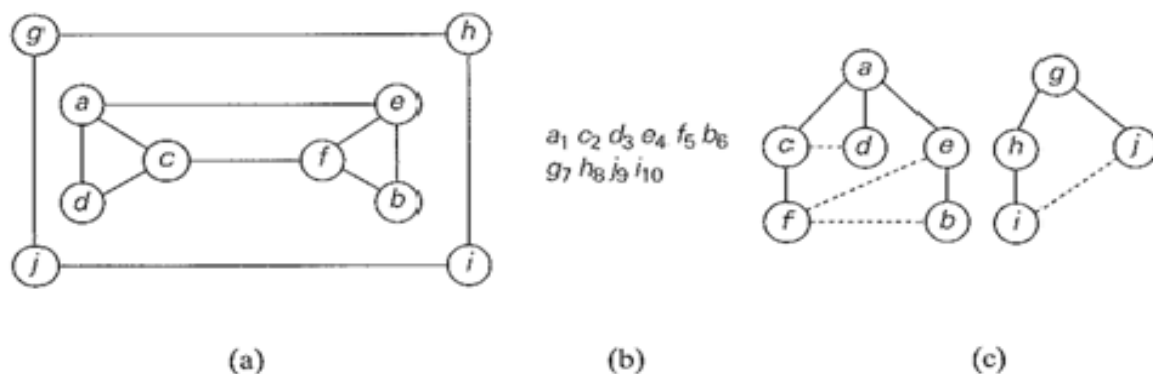 g h
a e
c f
d b
j i
a₁ c₂ d₃ e₄ f₅ b₆
g₇ h₈ j₉ i₁₀
a g
c d e h j
f b i
(a) (b) (c)